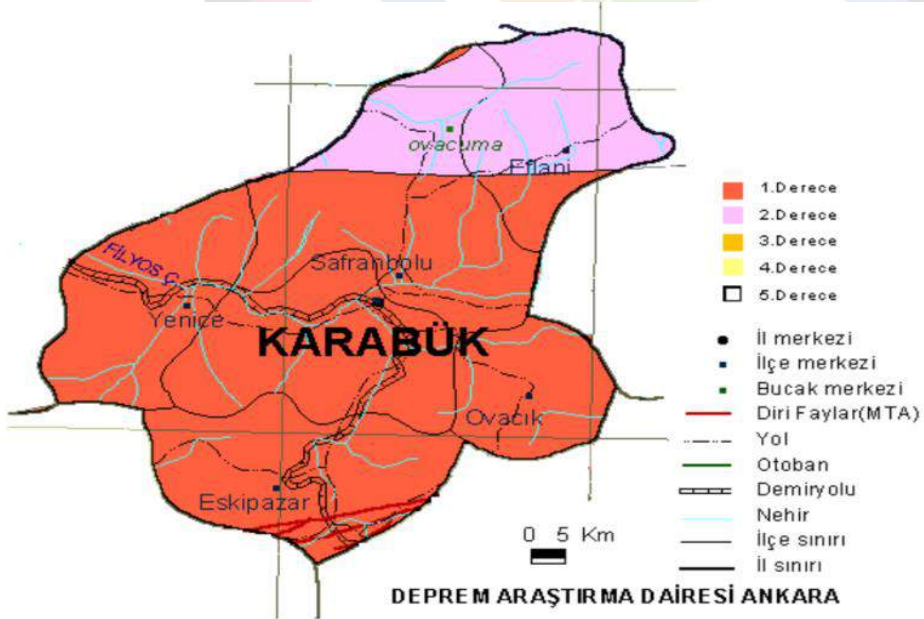 ovacuma
Eflani
FİLYOS Ç.
Safranbolu
Yenice
KARABÜK
Ovacık
Eskipazar
1.Derece
2.Derece
3.Derece
4.Derece
5.Derece
İl merkezi
İlçe merkezi
Bucak merkezi
Diri Faylar(MTA)
Yol
Otoban
Demiryolu
Nehir
İlçe sınırı
İl sınırı
0 5 Km
DEPREM ARAŞTIRMA DAİRESİ ANKARA